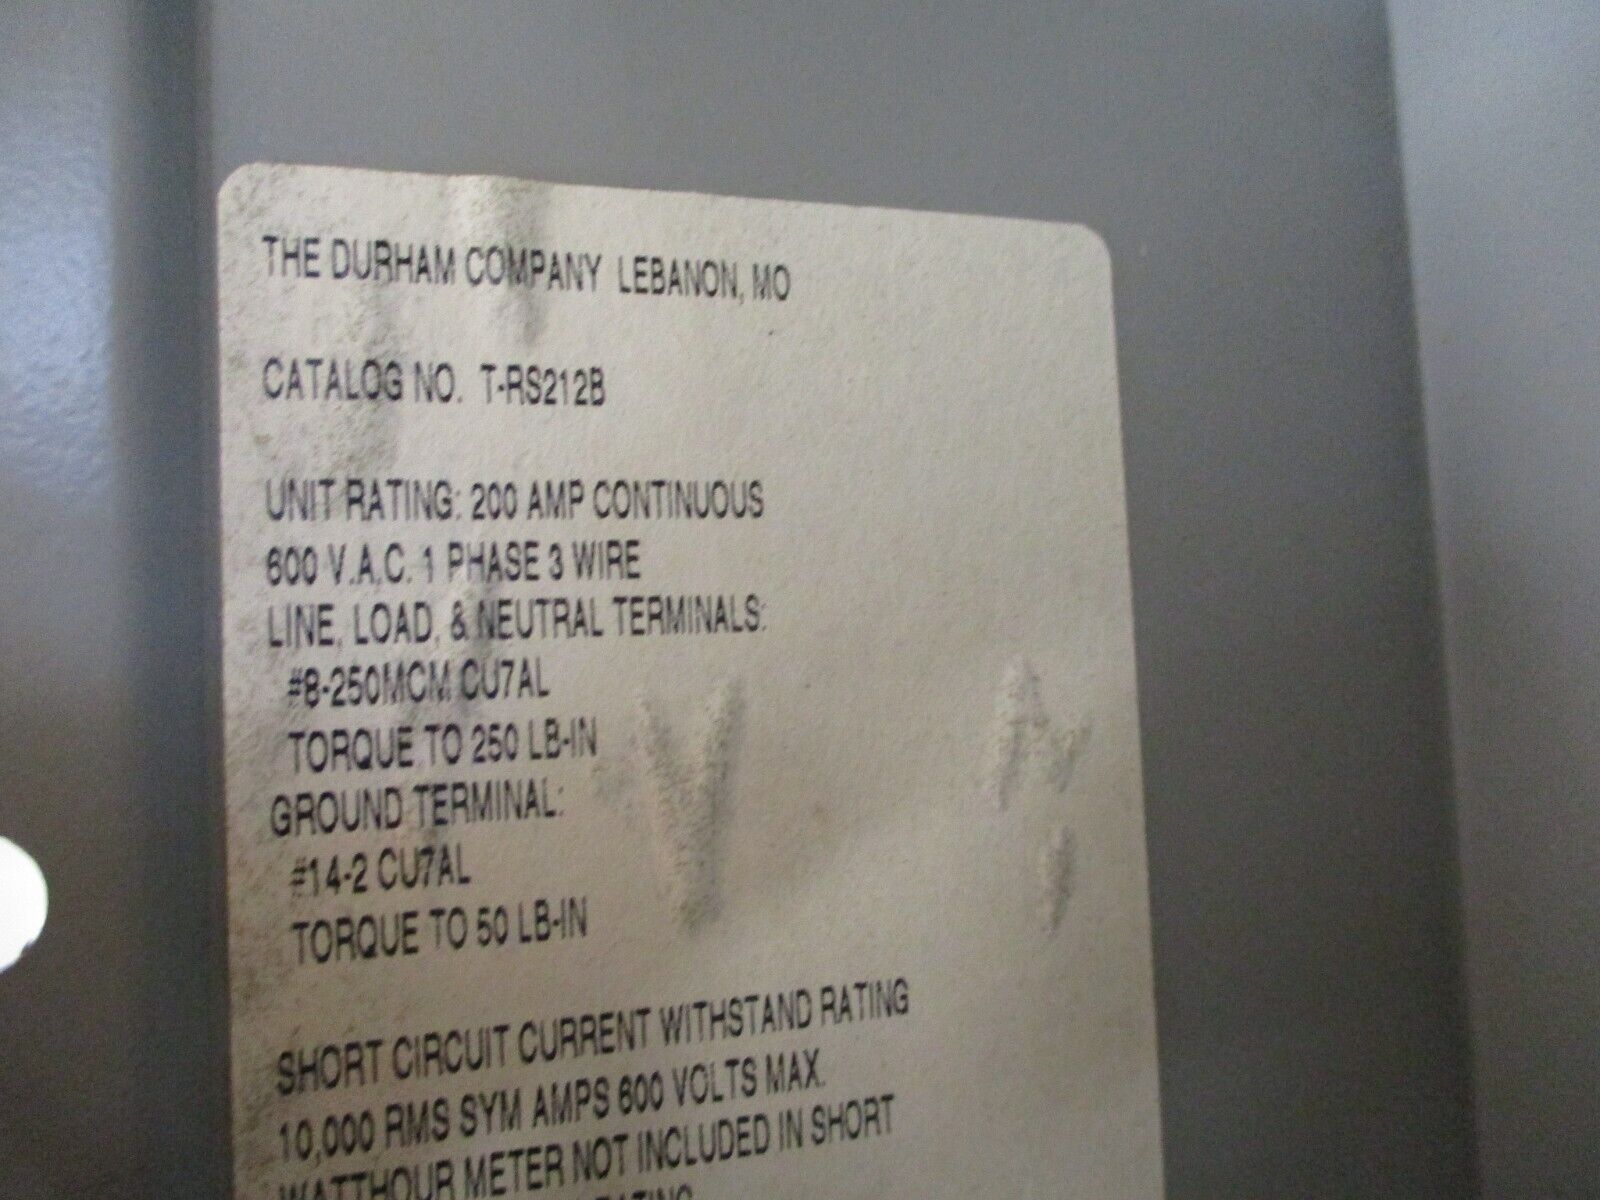 THE DURHAM COMPANY LEBANON, MO
CATALOG NO. T-RS212B
UNIT RATING: 200 AMP CONTINUOUS
600 V.A.C. 1 PHASE 3 WIRE
LINE, LOAD, & NEUTRAL TERMINALS:
#8-250MCM CU7AL
TORQUE TO 250 LB-IN
GROUND TERMINAL:
#14-2 CU7AL
TORQUE TO 50 LB-IN
SHORT CIRCUIT CURRENT WITHSTAND RATING
10,000 RMS SYM AMPS 600 VOLTS MAX.
WATTHOUR METER NOT INCLUDED IN SHORT
RATING